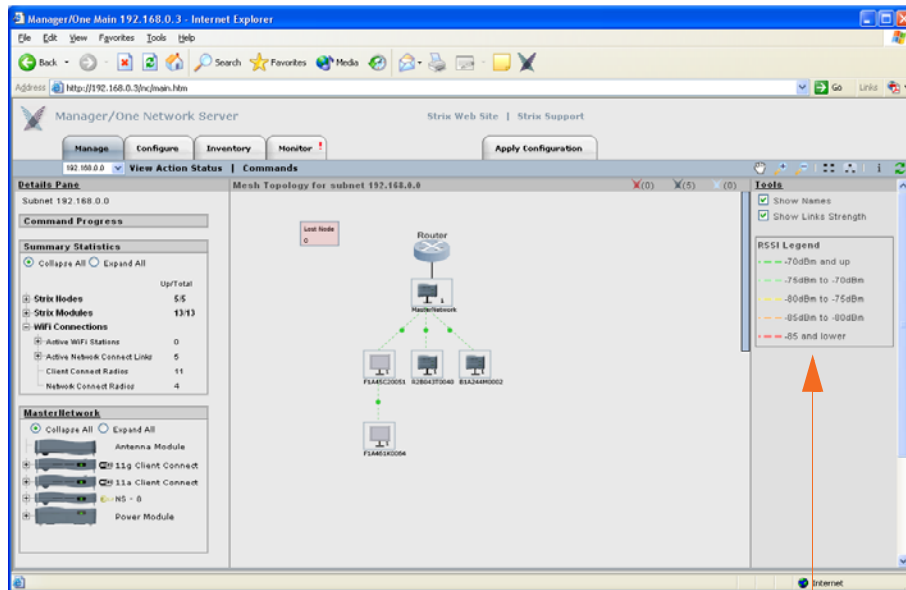 Manager/One Main 192.168.0.3 - Internet Explorer
File Edit View Favorites Tools Help
Back Search Favorites Media
Address http://192.168.0.3/nc/main.htm Go Links
Manager/One Network Server Strix Web Site | Strix Support
Manage Configure Inventory Monitor ! Apply Configuration
192.168.0.0 View Action Status | Commands i
Details Pane
Subnet 192.168.0.0
Command Progress
Summary Statistics
Collapse All Expand All
Up/Total
Strix Nodes 5/5
Strix Modules 13/13
WiFi Connections
Active WiFi Stations 0
Active Network Connect Links 5
Client Connect Radios 11
Network Connect Radios 4
MasterNetwork
Collapse All Expand All
Antenna Module
11g Client Connect
11a Client Connect
NS - 8
Power Module
Mesh Topology for subnet 192.168.0.0 (0) (5) (0)
Lost Node
0
Router
1
MasterNetwork
F1A45C20051 R2B043T0040 B1A244M0002
F1A461K0064
Tools
Show Names
Show Links Strength
RSSI Legend
-70dBm and up
-75dBm to -70dBm
-80dBm to -75dBm
-85dBm to -80dBm
-85 and lower
Internet